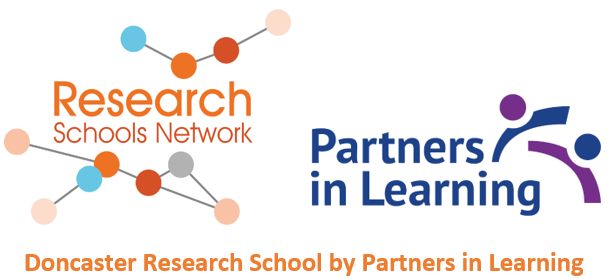 Research
Schools Network
Partners
in Learning
Doncaster Research School by Partners in Learning